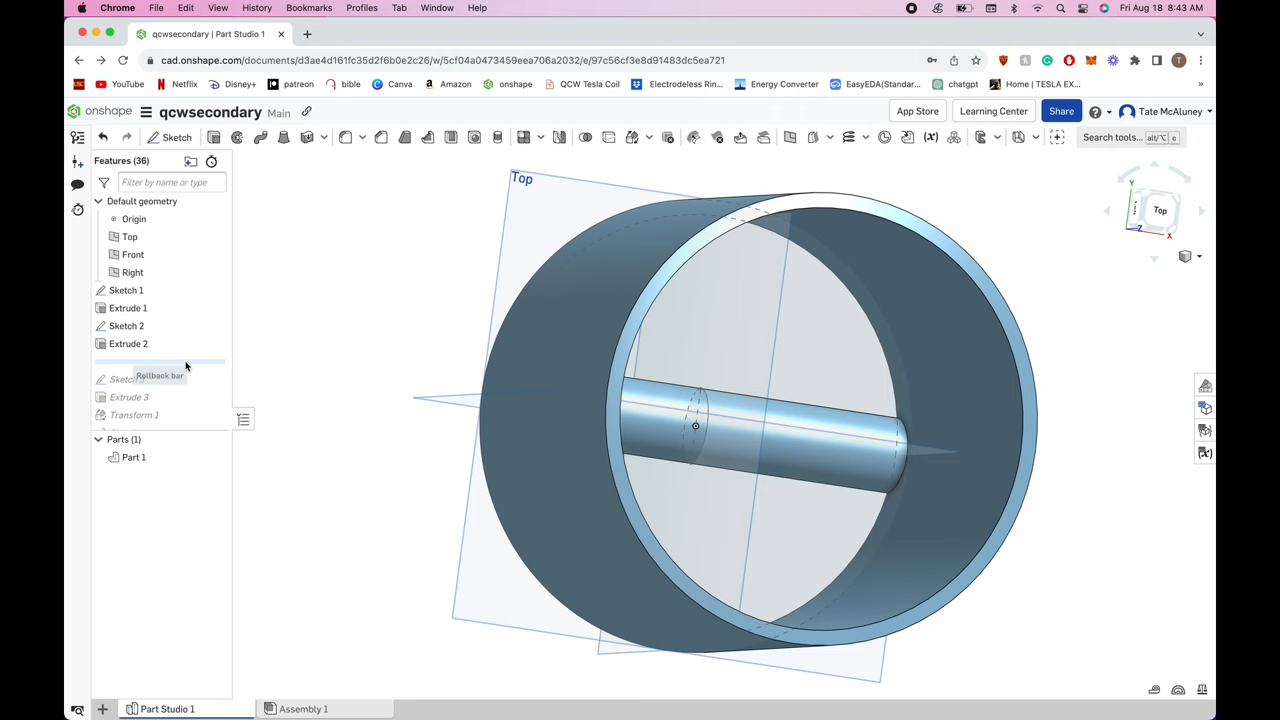 Chrome File Edit View History Bookmarks Profiles Tab Window Help Fri Aug 18 8:43 AM
qcwsecondary | Part Studio 1
cad.onshape.com/documents/d3ae4d161fc35d2f6b0e2c26/w/5cf04a0473459eea706a2032/e/97c56cf3e8d91483dc5ea721
YouTube Netflix Disney+ patreon bible Canva Amazon onshape QCW Tesla Coil Electrodeless Rin... Energy Converter EasyEDA(Standar... chatgpt Home | TESLA EX...
onshape qcwsecondary Main App Store Learning Center Share Tate McAluney
Sketch Search tools... alt/⌥ c
Features (36)
Filter by name or type
Default geometry
Origin
Top
Front
Right
Sketch 1
Extrude 1
Sketch 2
Extrude 2
Rollback bar
Extrude 3
Transform 1
Parts (1)
Part 1
Top
Y
Top
Z
X
Part Studio 1 Assembly 1